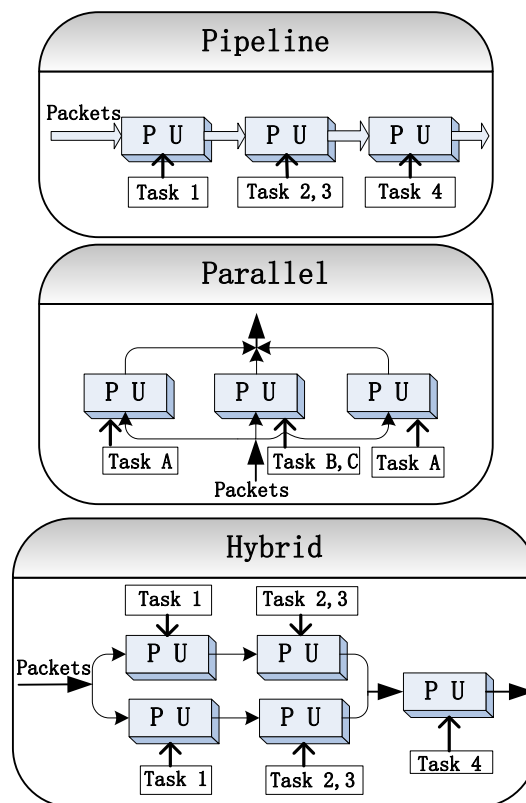 Pipeline
Packets
P U
P U
P U
Task 1
Task 2,3
Task 4
Parallel
P U
P U
P U
Task A
Task B,C
Task A
Packets
Hybrid
Task 1
Task 2,3
Packets
P U
P U
P U
P U
P U
Task 1
Task 2,3
Task 4